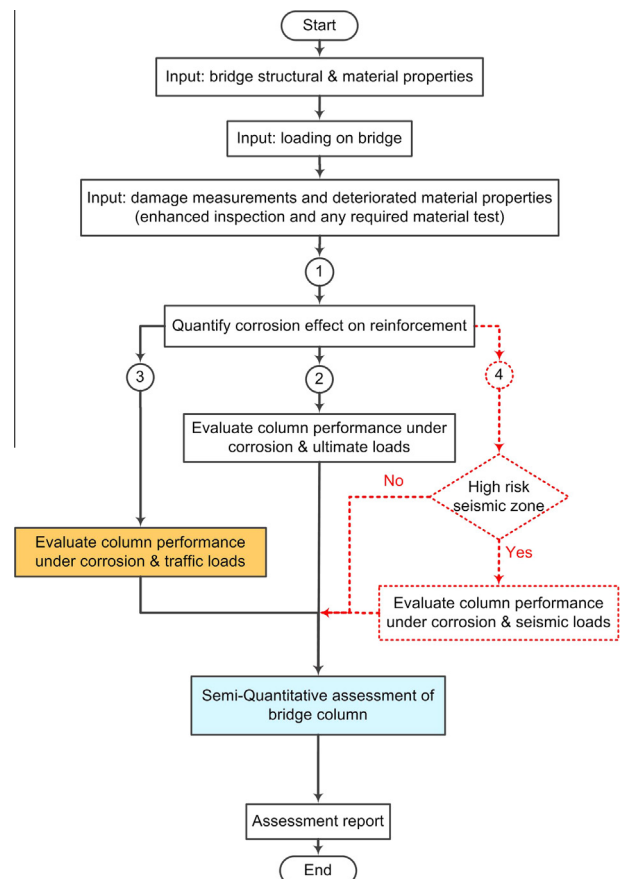 Start
Input: bridge structural & material properties
Input: loading on bridge
Input: damage measurements and deteriorated material properties
(enhanced inspection and any required material test)
1
Quantify corrosion effect on reinforcement
3
2
4
Evaluate column performance under
corrosion & ultimate loads
No
High risk
seismic zone
Yes
Evaluate column performance
under corrosion & traffic loads
Evaluate column performance
under corrosion & seismic loads
Semi-Quantitative assessment of
bridge column
Assessment report
End